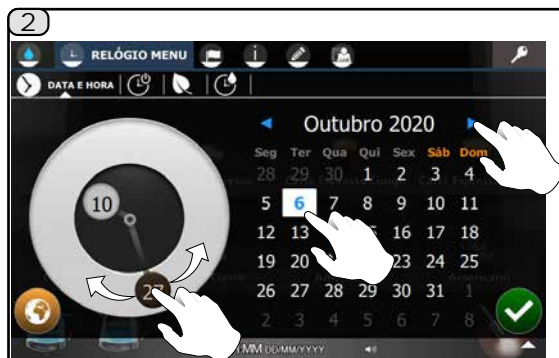 2
RELÓGIO MENU
DATA E HORA
Outubro 2020
Seg Ter Qua Qui Sex Sáb Dom
28 29 30 1 2 3 4
5 6 7 8 9 10 11
12 13 16 17 18
19 20 23 24 25
26 27 28 29 30 31 1
2 3 4 5 6 7 8
10
27
MM DD/MM/YYYY